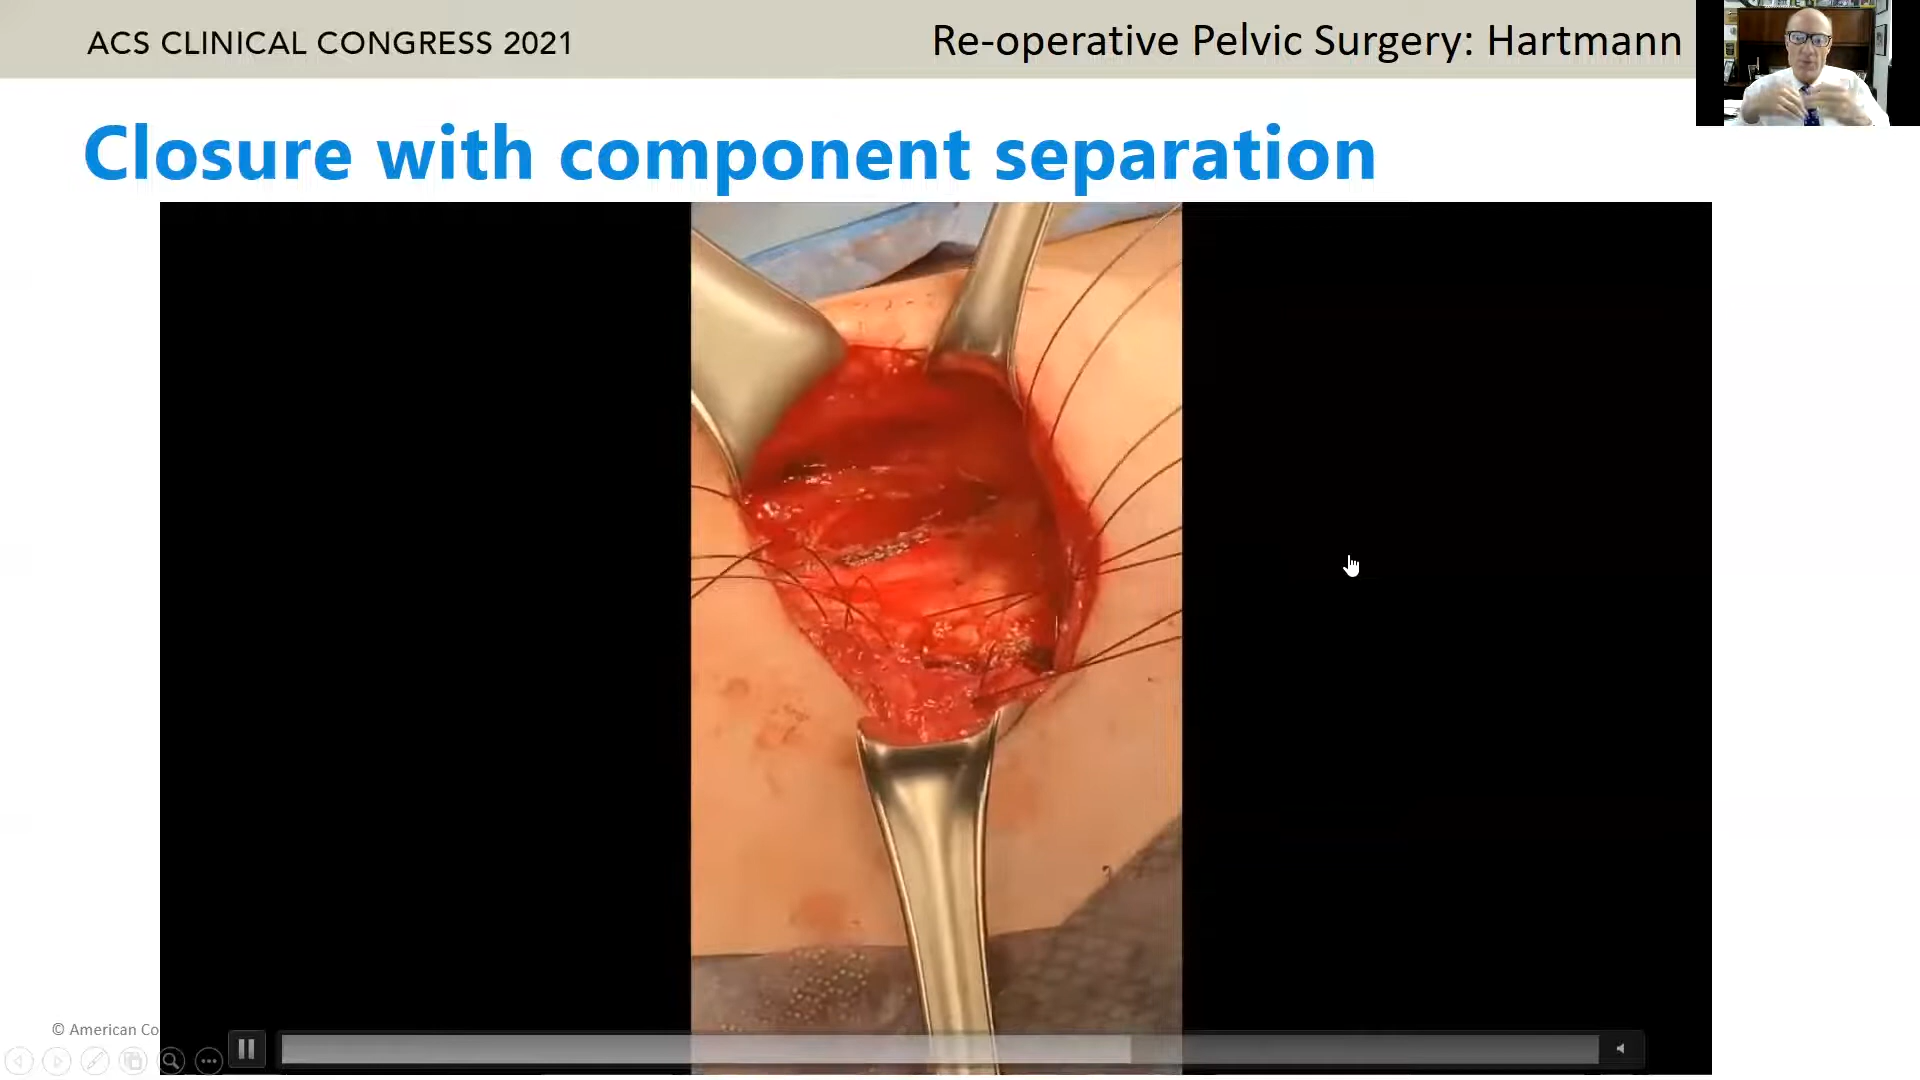 ACS CLINICAL CONGRESS 2021
Re-operative Pelvic Surgery: Hartmann
Closure with component separation
© American Co